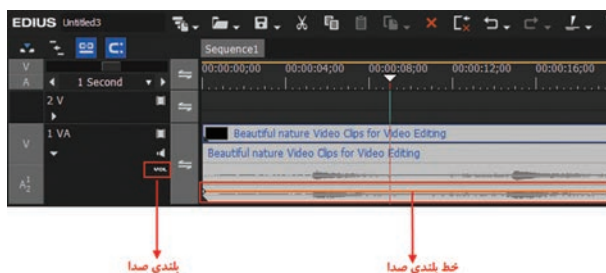 EDIUS Untitled3
Sequence1
V
A
1 Second
00:00:00;00 00:00:04;00 00:00:08;00 00:00:12;00 00:00:16;00
2 V
1 VA
V
Beautiful nature Video Clips for Video Editing
Beautiful nature Video Clips for Video Editing
VOL
A 1 2
بلندی صدا
خط بلندی صدا